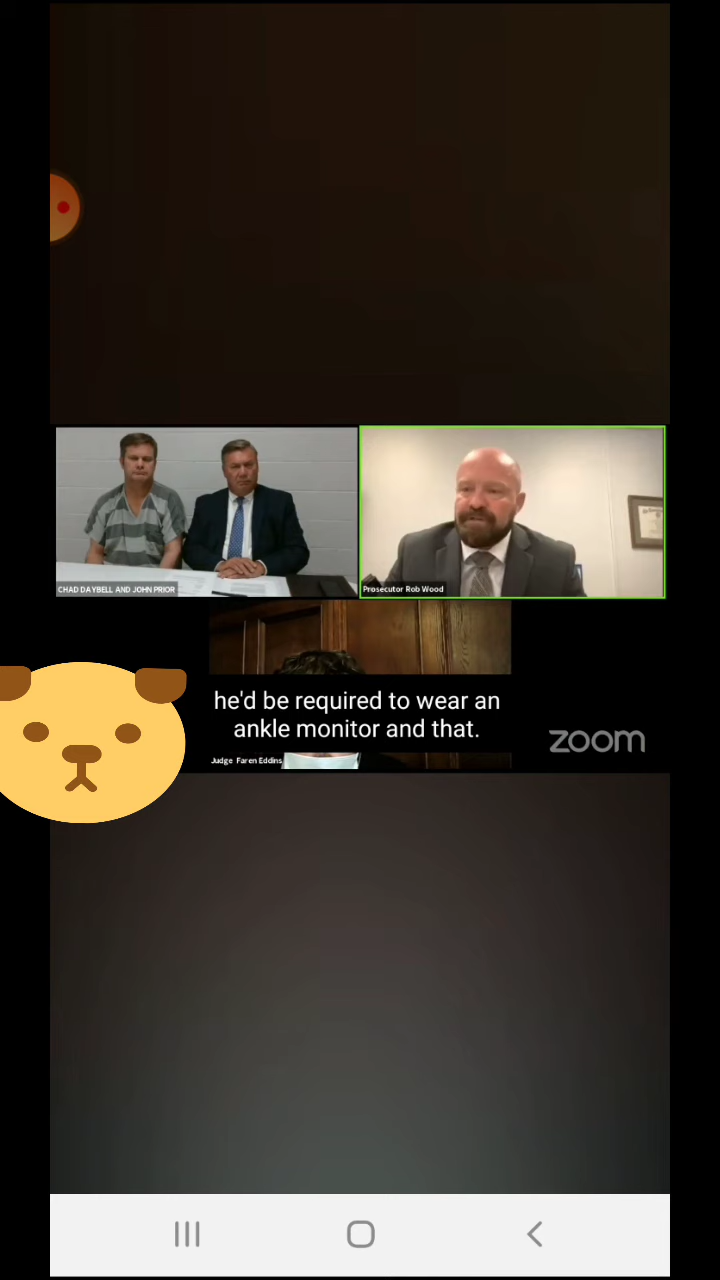 CHAD DAYBELL AND JOHN PRIOR
Prosecutor Rob Wood
he'd be required to wear an
ankle monitor and that.
zoom
Judge Faren Eddins